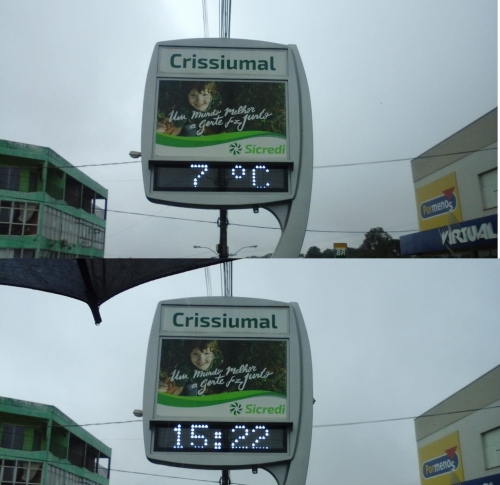 Crissiumal
Um Mundo Melhor
a Gente Faz Junto
Sicredi
7 °C
Pormenos
VIRTUAL
Crissiumal
Um Mundo Melhor
a Gente Faz Junto
Sicredi
15:22
Pormenos